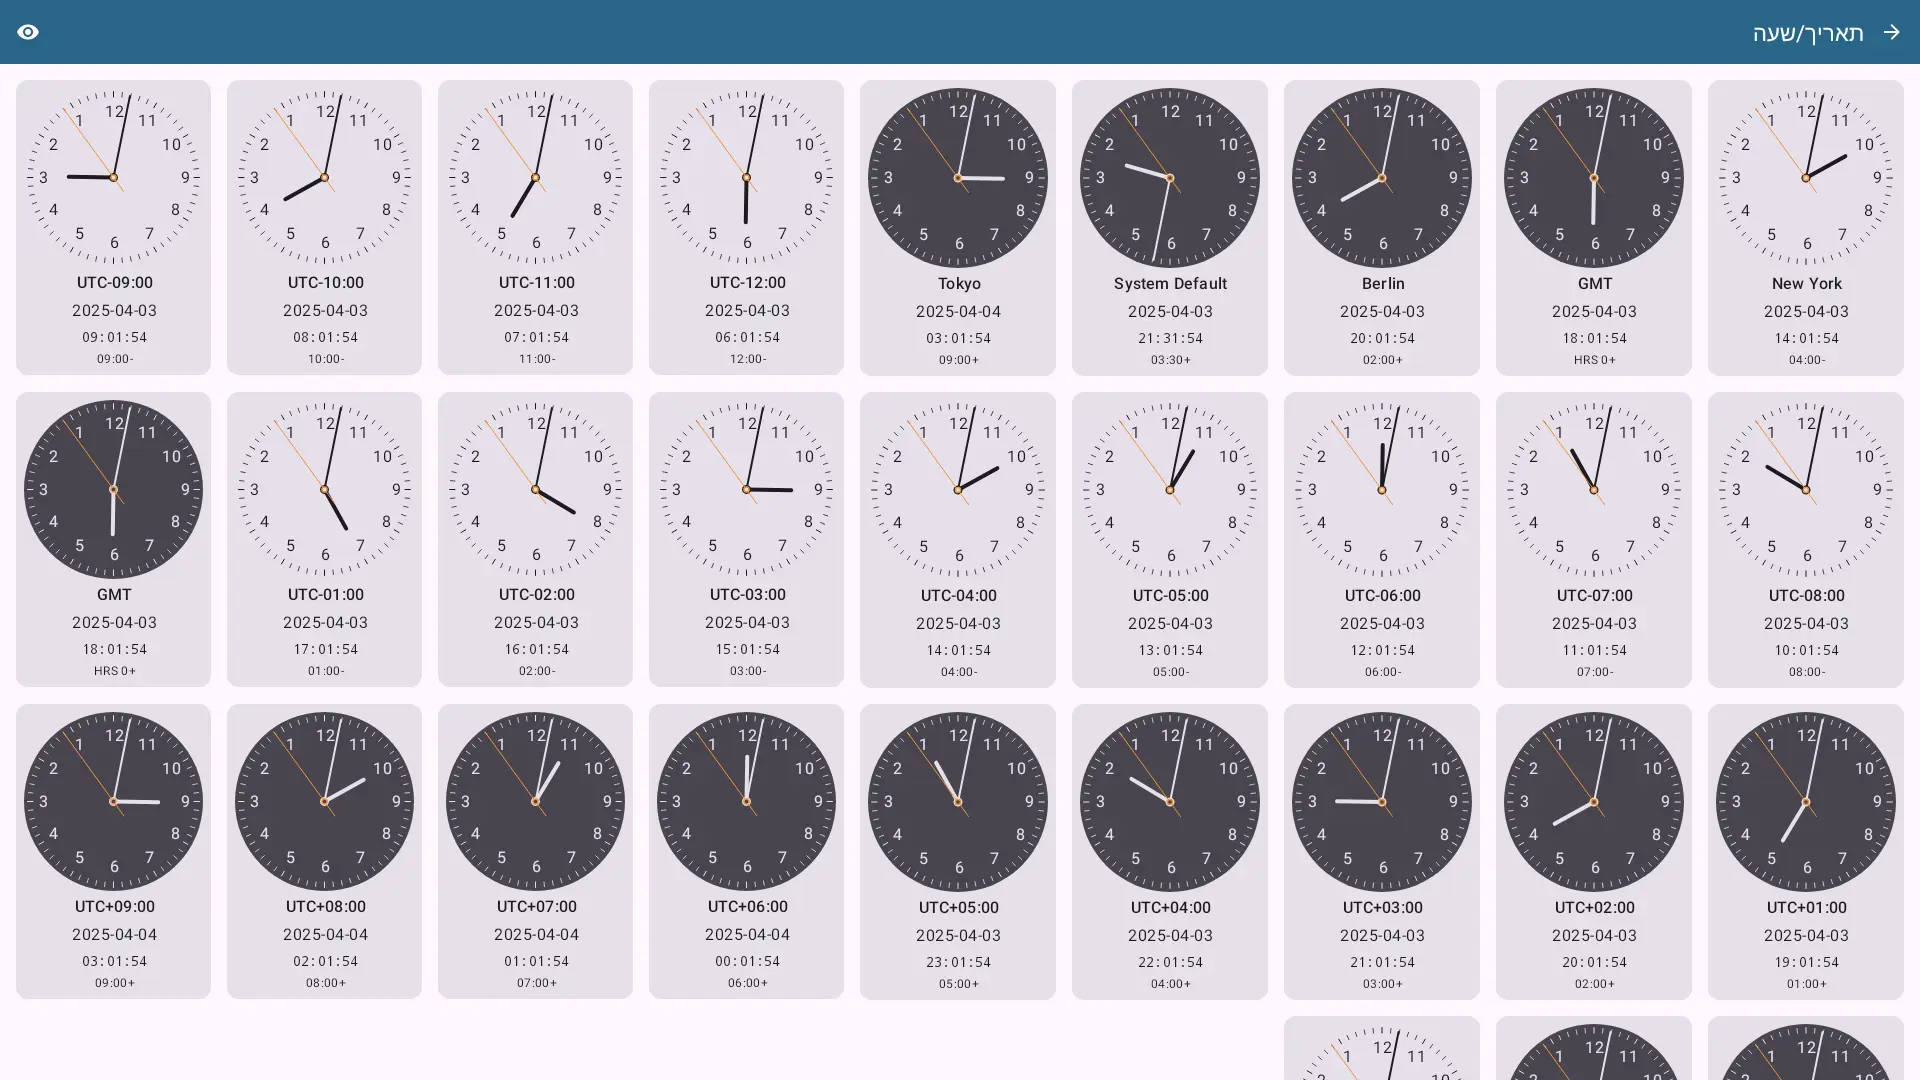 תאריך/שעה
New York
2025-04-03
14:01:54
04:00-
GMT
2025-04-03
18:01:54
HRS 0+
Berlin
2025-04-03
20:01:54
02:00+
System Default
2025-04-03
21:31:54
03:30+
Tokyo
2025-04-04
03:01:54
09:00+
UTC-12:00
2025-04-03
06:01:54
12:00-
UTC-11:00
2025-04-03
07:01:54
11:00-
UTC-10:00
2025-04-03
08:01:54
10:00-
UTC-09:00
2025-04-03
09:01:54
09:00-
UTC-08:00
2025-04-03
10:01:54
08:00-
UTC-07:00
2025-04-03
11:01:54
07:00-
UTC-06:00
2025-04-03
12:01:54
06:00-
UTC-05:00
2025-04-03
13:01:54
05:00-
UTC-04:00
2025-04-03
14:01:54
04:00-
UTC-03:00
2025-04-03
15:01:54
03:00-
UTC-02:00
2025-04-03
16:01:54
02:00-
UTC-01:00
2025-04-03
17:01:54
01:00-
GMT
2025-04-03
18:01:54
HRS 0+
UTC+01:00
2025-04-03
19:01:54
01:00+
UTC+02:00
2025-04-03
20:01:54
02:00+
UTC+03:00
2025-04-03
21:01:54
03:00+
UTC+04:00
2025-04-03
22:01:54
04:00+
UTC+05:00
2025-04-03
23:01:54
05:00+
UTC+06:00
2025-04-04
00:01:54
06:00+
UTC+07:00
2025-04-04
01:01:54
07:00+
UTC+08:00
2025-04-04
02:01:54
08:00+
UTC+09:00
2025-04-04
03:01:54
09:00+